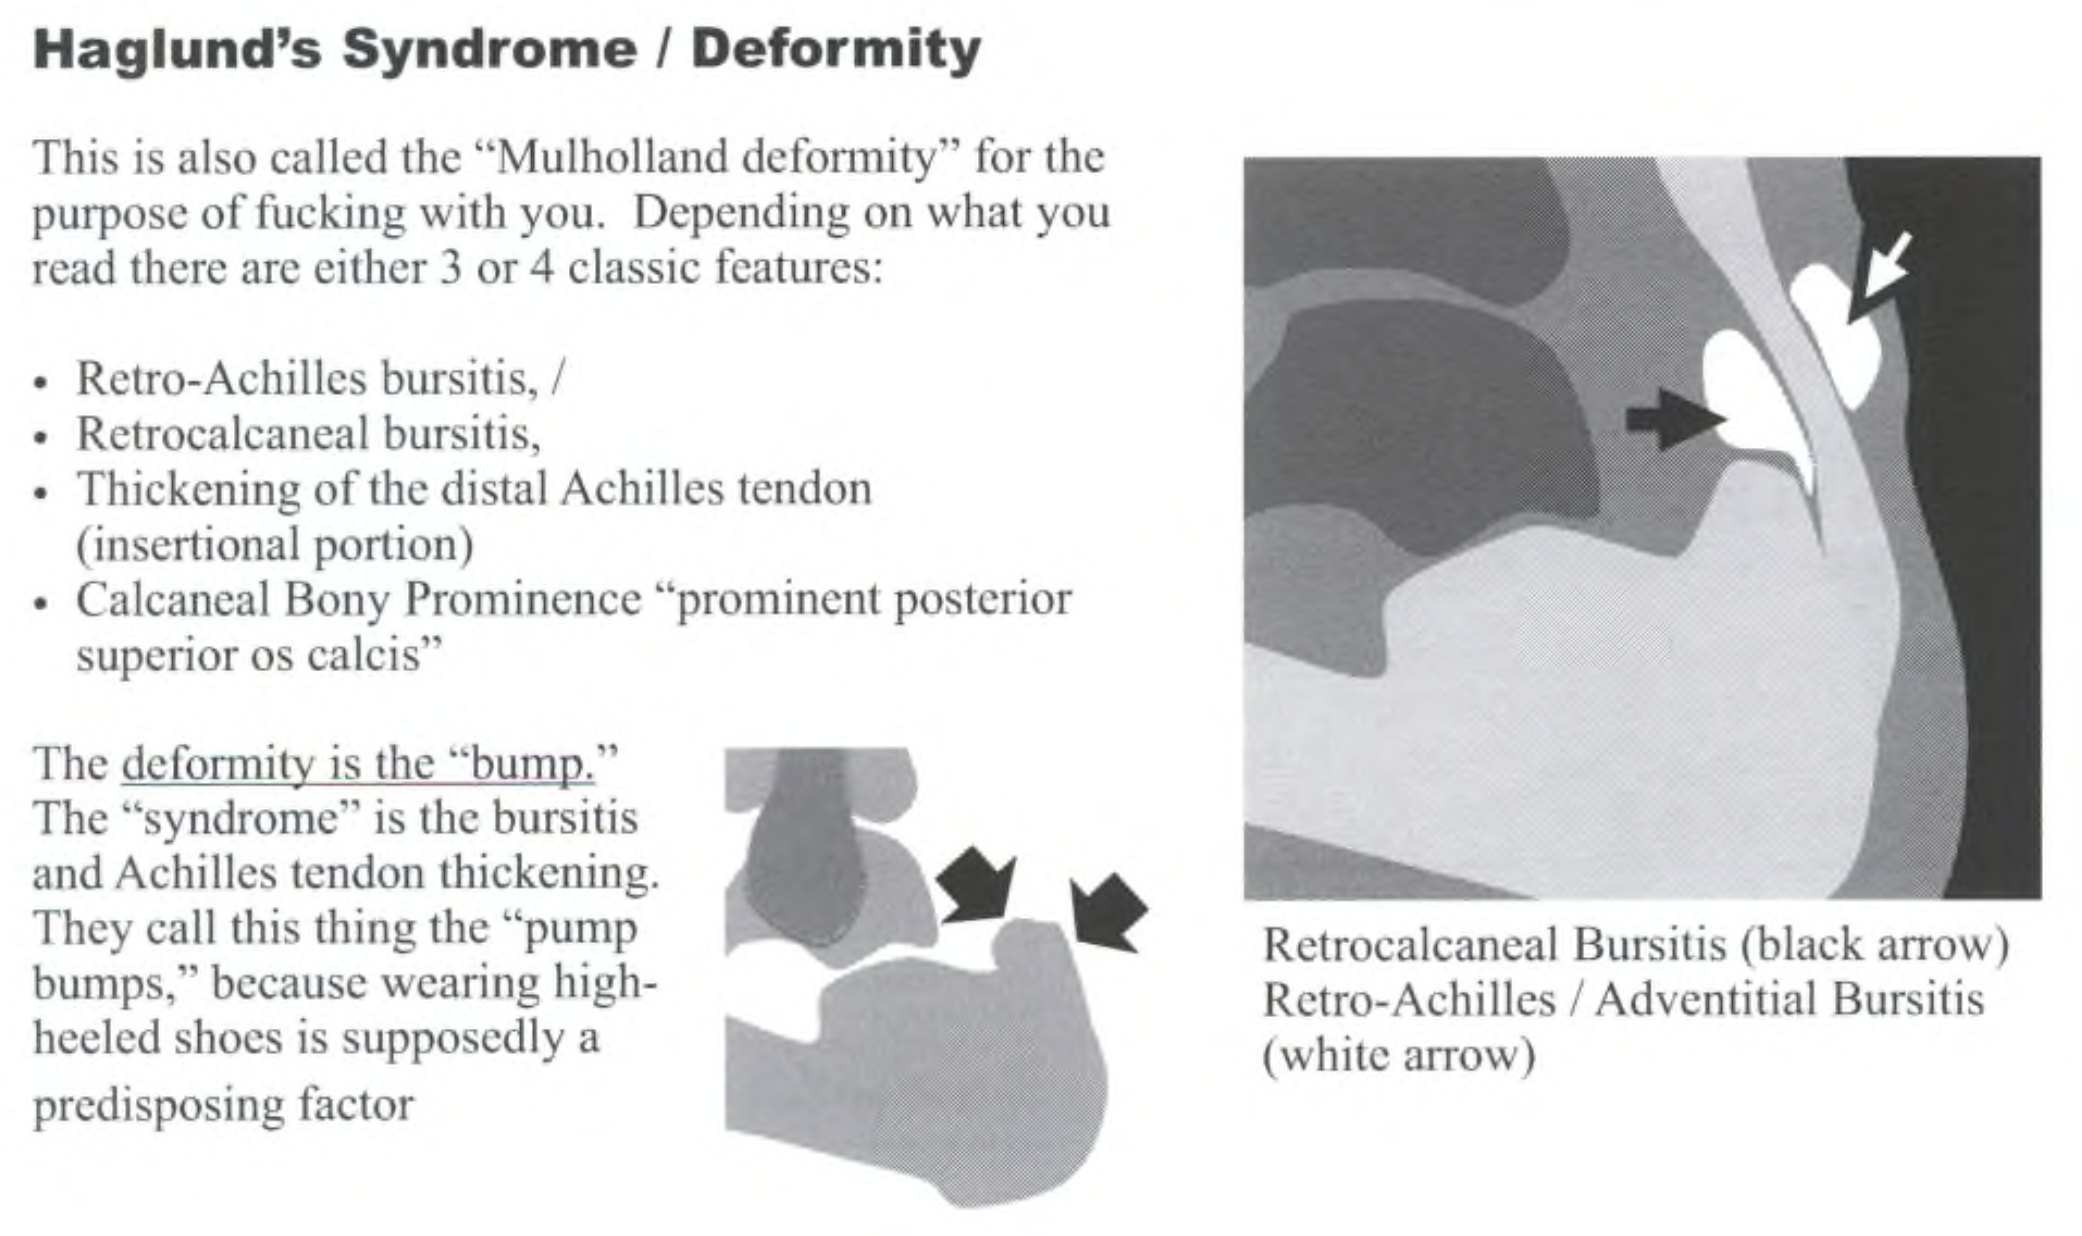 Haglund's Syndrome / Deformity
This is also called the “Mulholland deformity” for the
purpose of fucking with you.  Depending on what you
read there are either 3 or 4 classic features:
• Retro-Achilles bursitis, /
• Retrocalcaneal bursitis,
• Thickening of the distal Achilles tendon
(insertional portion)
• Calcaneal Bony Prominence “prominent posterior
superior os calcis”
The deformity is the “bump.”
The “syndrome” is the bursitis
and Achilles tendon thickening.
They call this thing the “pump
bumps,” because wearing high-
heeled shoes is supposedly a
predisposing factor
Retrocalcaneal Bursitis (black arrow)
Retro-Achilles / Adventitial Bursitis
(white arrow)